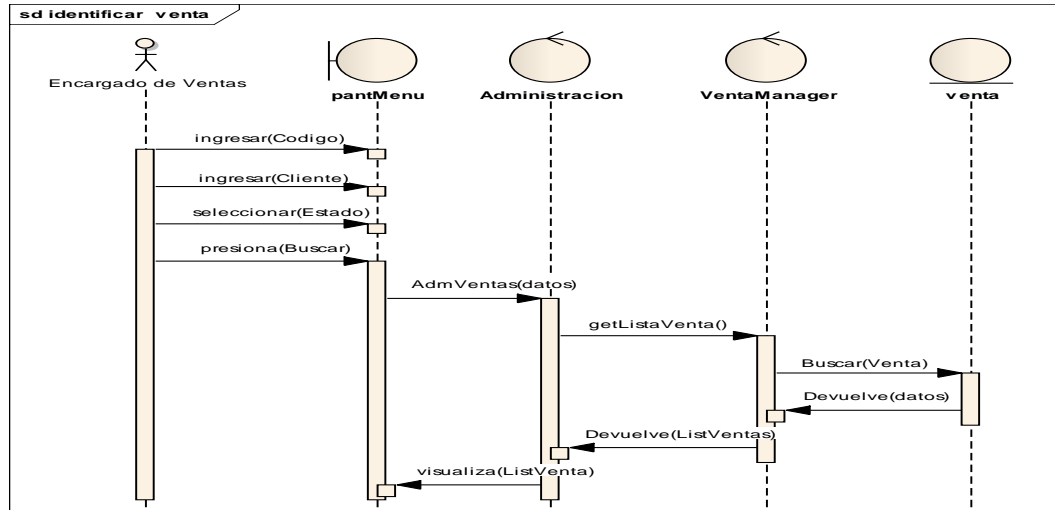 sd identificar venta
Encargado de Ventas
pantMenu
Administracion
VentaManager
venta
ingresar(Codigo)
ingresar(Cliente)
seleccionar(Estado)
presiona(Buscar)
AdmVentas(datos)
getListaVenta()
Buscar(Venta)
Devuelve(datos)
Devuelve(ListVentas)
visualiza(ListVenta)